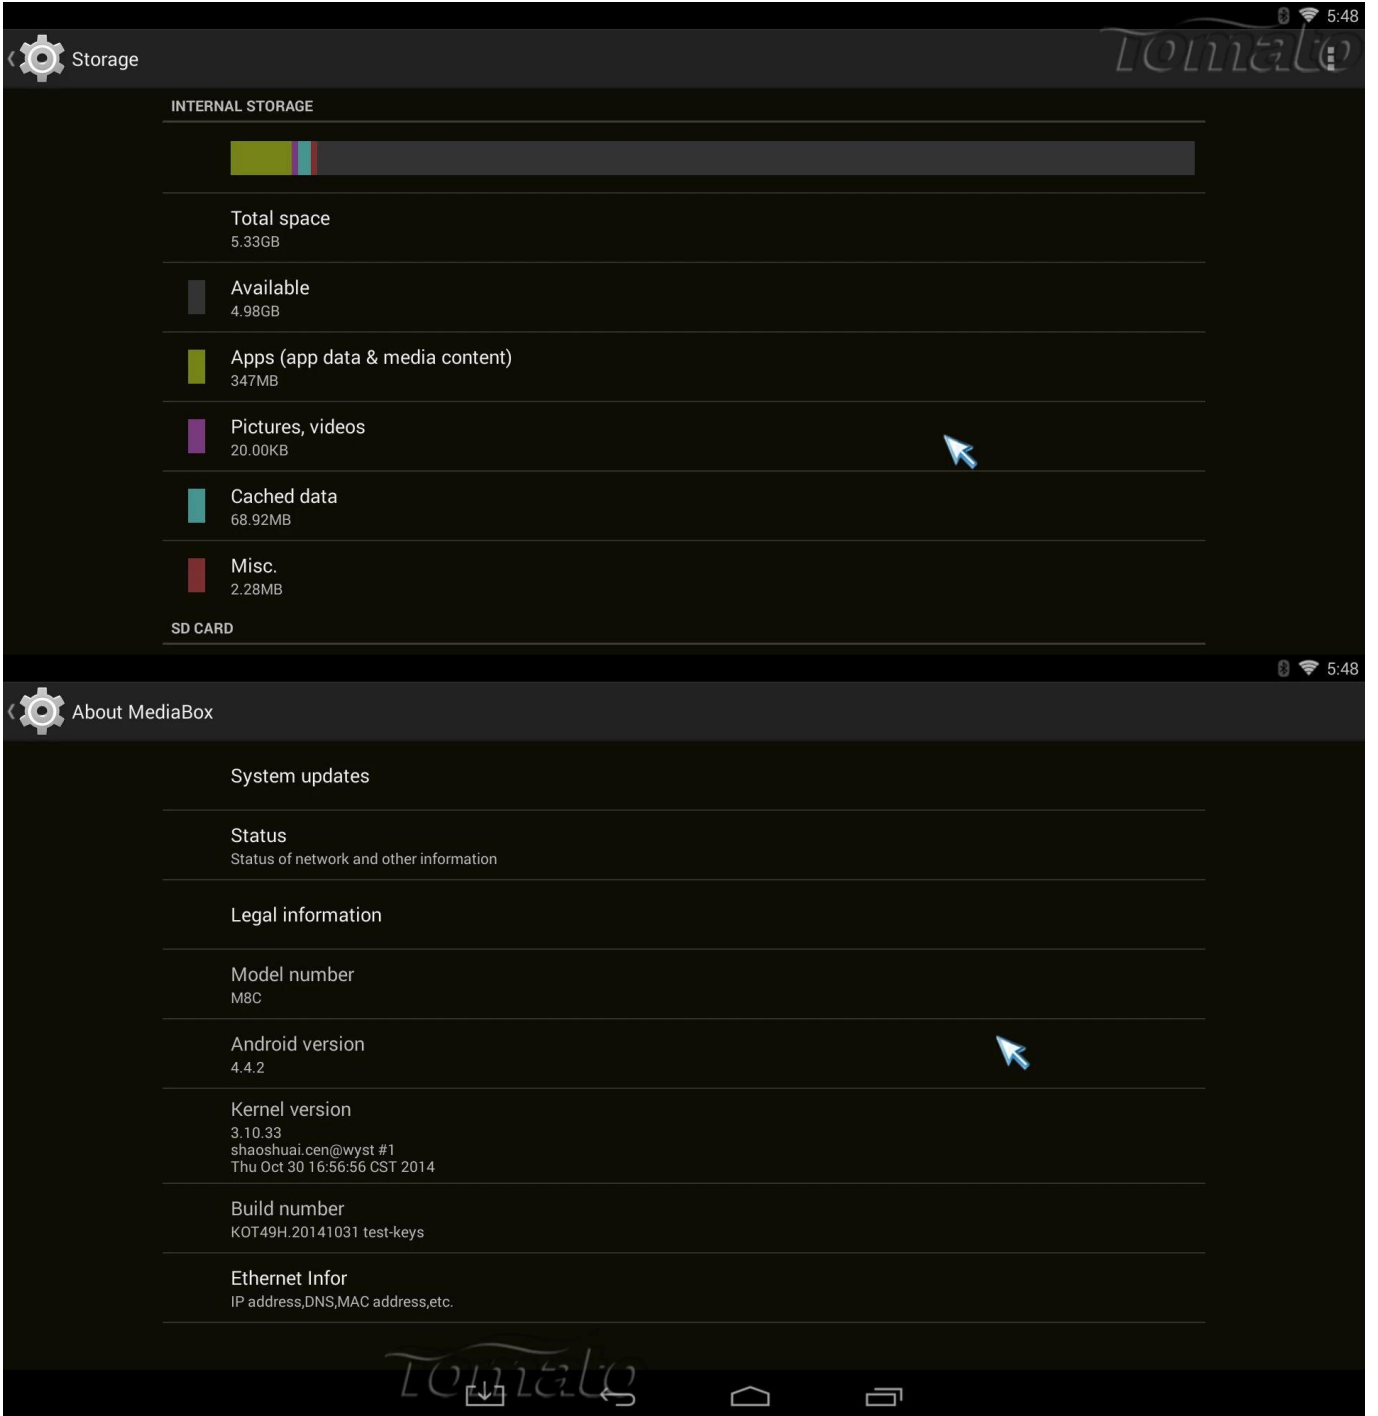 5:48
Storage
Tomato
INTERNAL STORAGE
Total space
5.33GB
Available
4.98GB
Apps (app data & media content)
347MB
Pictures, videos
20.00KB
Cached data
68.92MB
Misc.
2.28MB
SD CARD
5:48
About MediaBox
System updates
Status
Status of network and other information
Legal information
Model number
M8C
Android version
4.4.2
Kernel version
3.10.33
shaoshuai.cen@wyst #1
Thu Oct 30 16:56:56 CST 2014
Build number
KOT49H.20141031 test-keys
Ethernet Infor
IP address,DNS,MAC address,etc.
Tomato